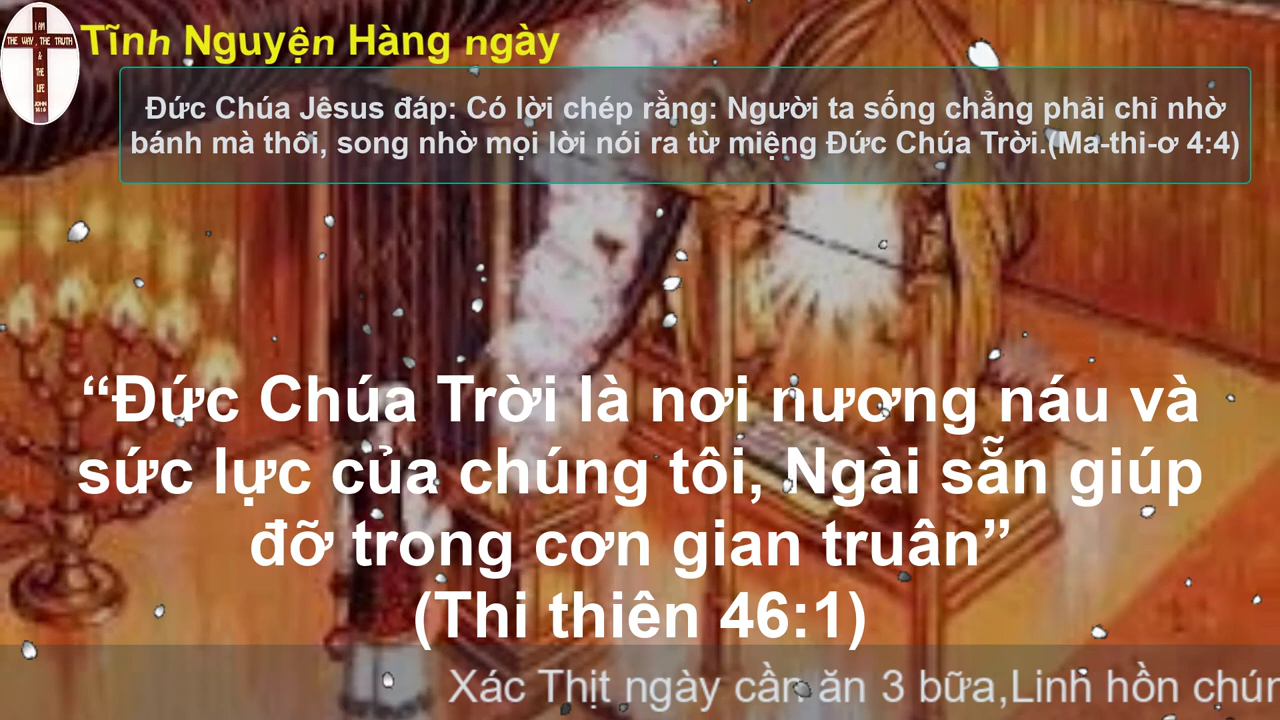 I AM
THE WAY, THE TRUTH
&
THE
LIFE
JOHN
Tĩnh Nguyện Hàng ngày
Đức Chúa Jêsus đáp: Có lời chép rằng: Người ta sống chẳng phải chỉ nhờ
bánh mà thôi, song nhờ mọi lời nói ra từ miệng Đức Chúa Trời.(Ma-thi-ơ 4:4)
“Đức Chúa Trời là nơi nương náu và
sức lực của chúng tôi, Ngài sẵn giúp
đỡ trong cơn gian truân”
(Thi thiên 46:1)
Xác Thịt ngày cần ăn 3 bữa,Linh hồn